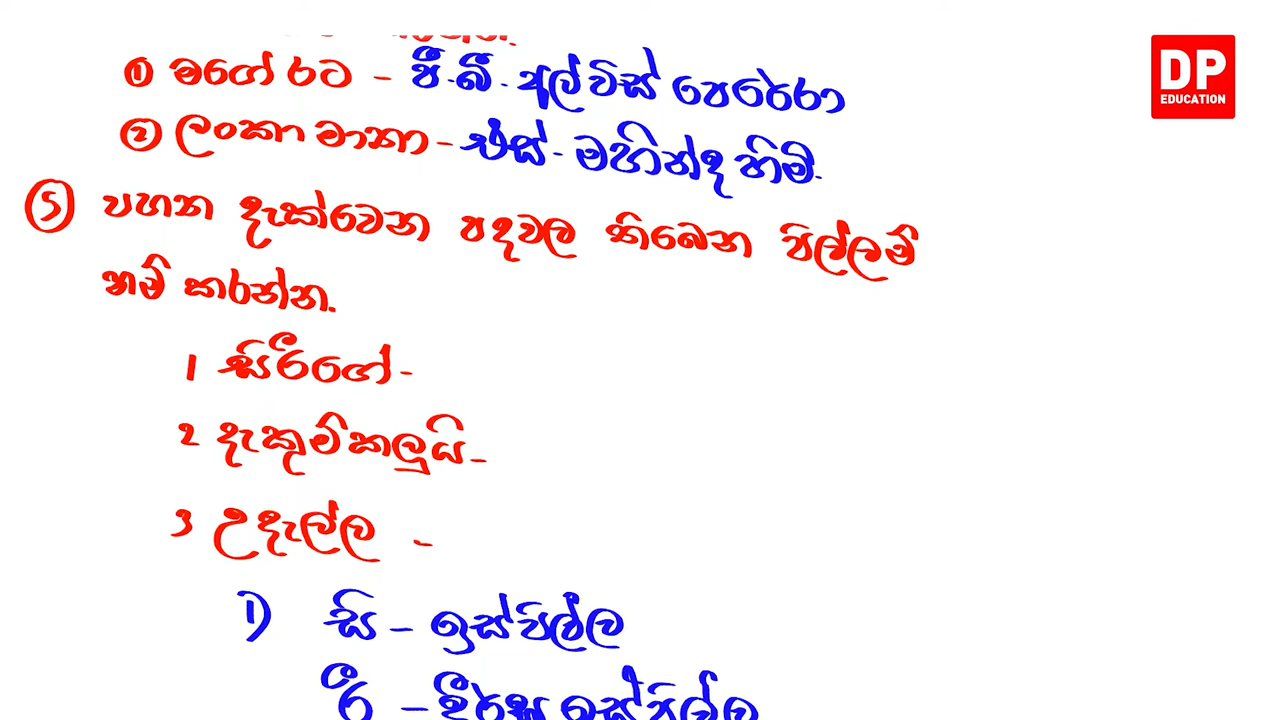 ① මගේ රට - පී.බී. අල්විස් පෙරේරා
② ලංකා මාතා - එස්. මහින්ද හිමි.
⑤ පහත දැක්වෙන පදවල තිබෙන පිල්ලම්
නම් කරන්න.
1 සිරීගේ -
2 දැකුම්කලුයි -
3 උදැල්ල -
1) සි - ඉස්පිල්ල
රී - දීර්ඝ ඉස්පිල්ල
DP
EDUCATION